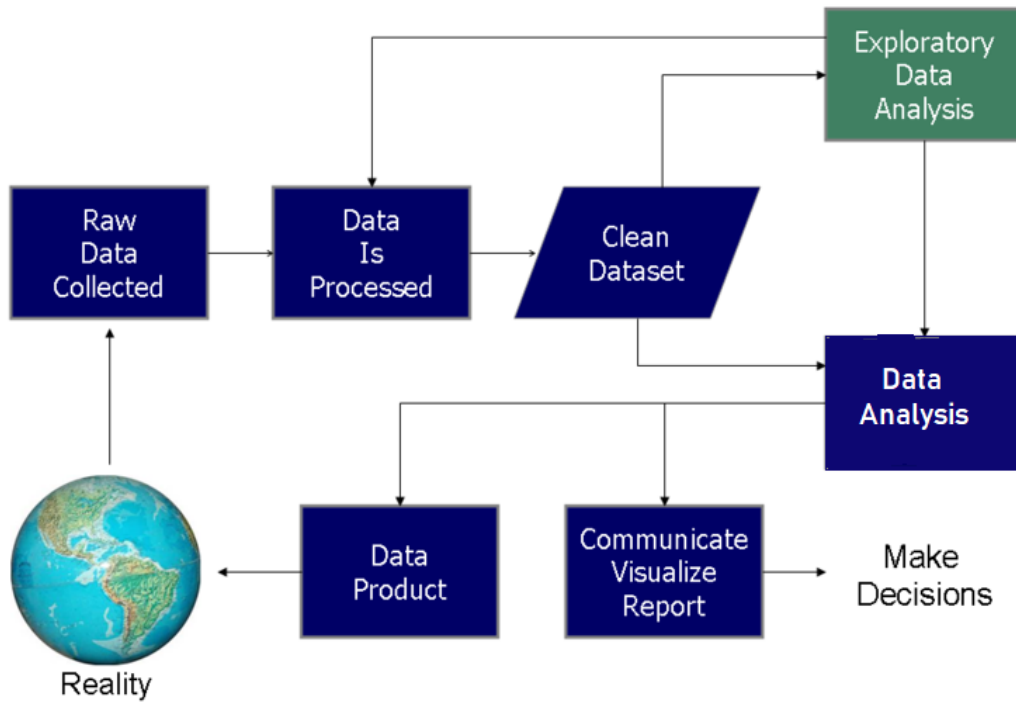 Exploratory
Data
Analysis
Raw
Data
Collected
Data
Is
Processed
Clean
Dataset
Data
Analysis
Data
Product
Communicate
Visualize
Report
Make
Decisions
Reality